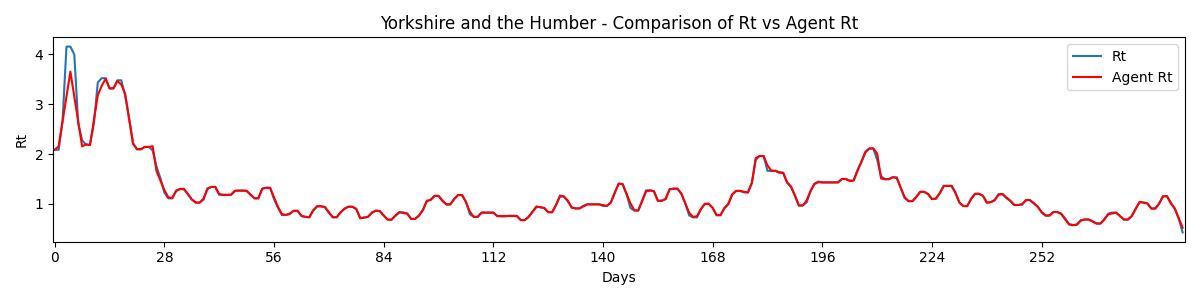 Yorkshire and the Humber - Comparison of Rt vs Agent Rt
Rt
Agent Rt
4
3
2
1
Rt
0 28 56 84 112 140 168 196 224 252
Days